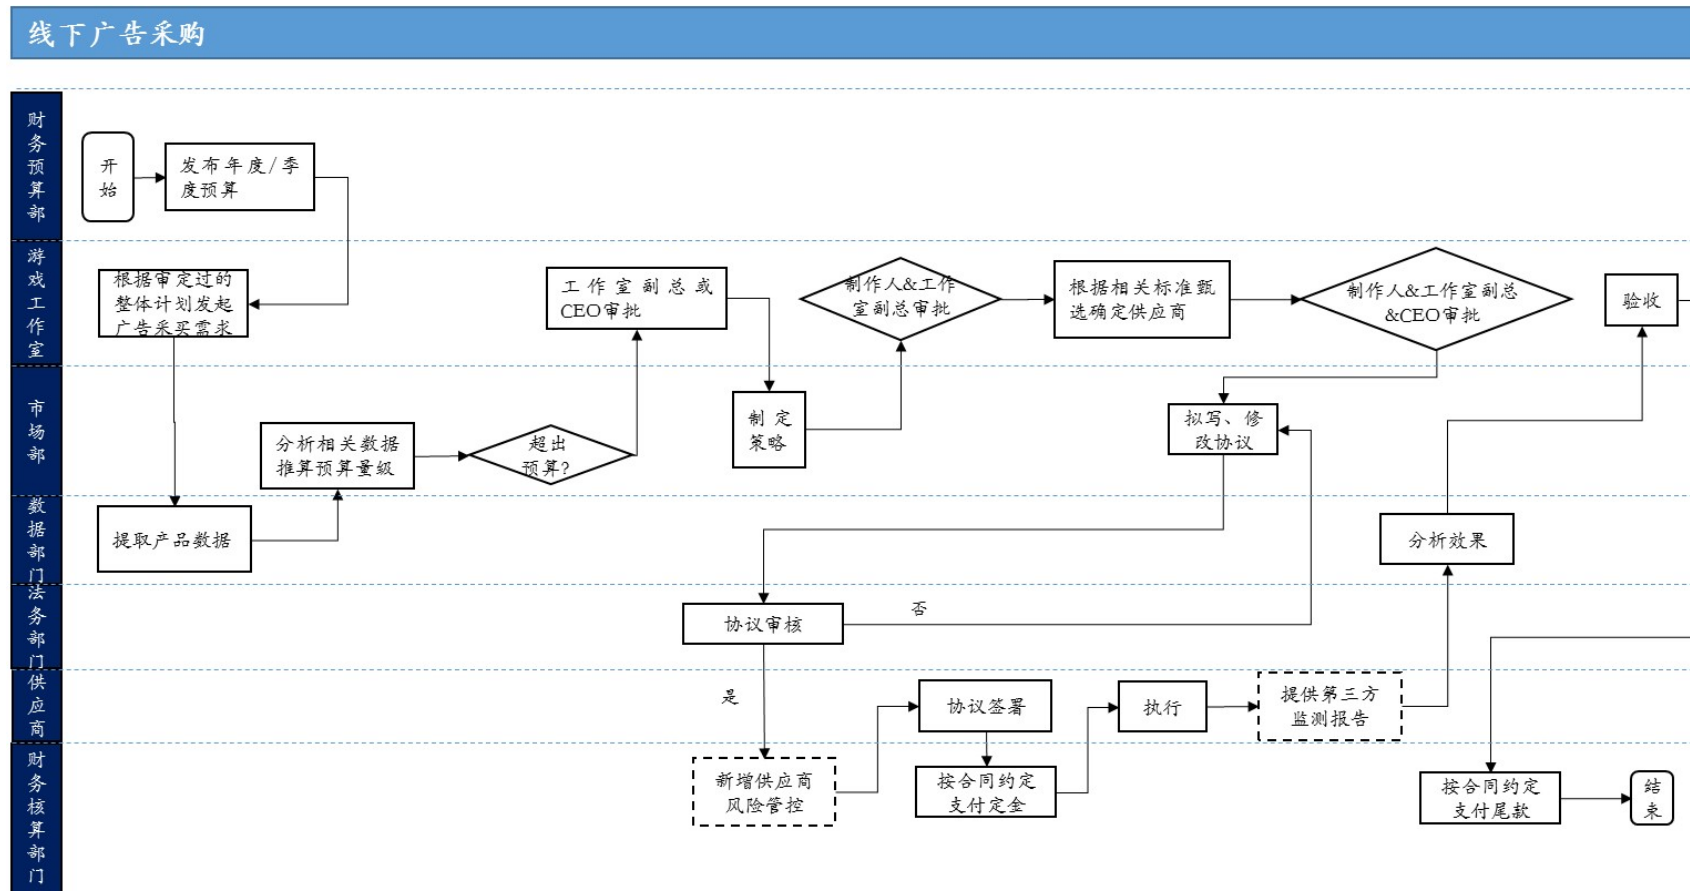 线下广告采购
财务预算部
开始
发布年度/季
度预算
游戏工作室
根据审定过的
整体计划发起
广告采买需求
工作室副总或
CEO审批
制作人&工作
室副总审批
根据相关标准甄
选确定供应商
制作人&工作室副总
&CEO审批
验收
市场部
分析相关数据
推算预算量级
超出
预算?
制定
策略
拟写、修
改协议
数据部门
提取产品数据
分析效果
法务部门
协议审核
否
是
供应商
协议签署
执行
提供第三方
监测报告
财务核算部门
新增供应商
风险管控
按合同约定
支付定金
按合同约定
支付尾款
结束